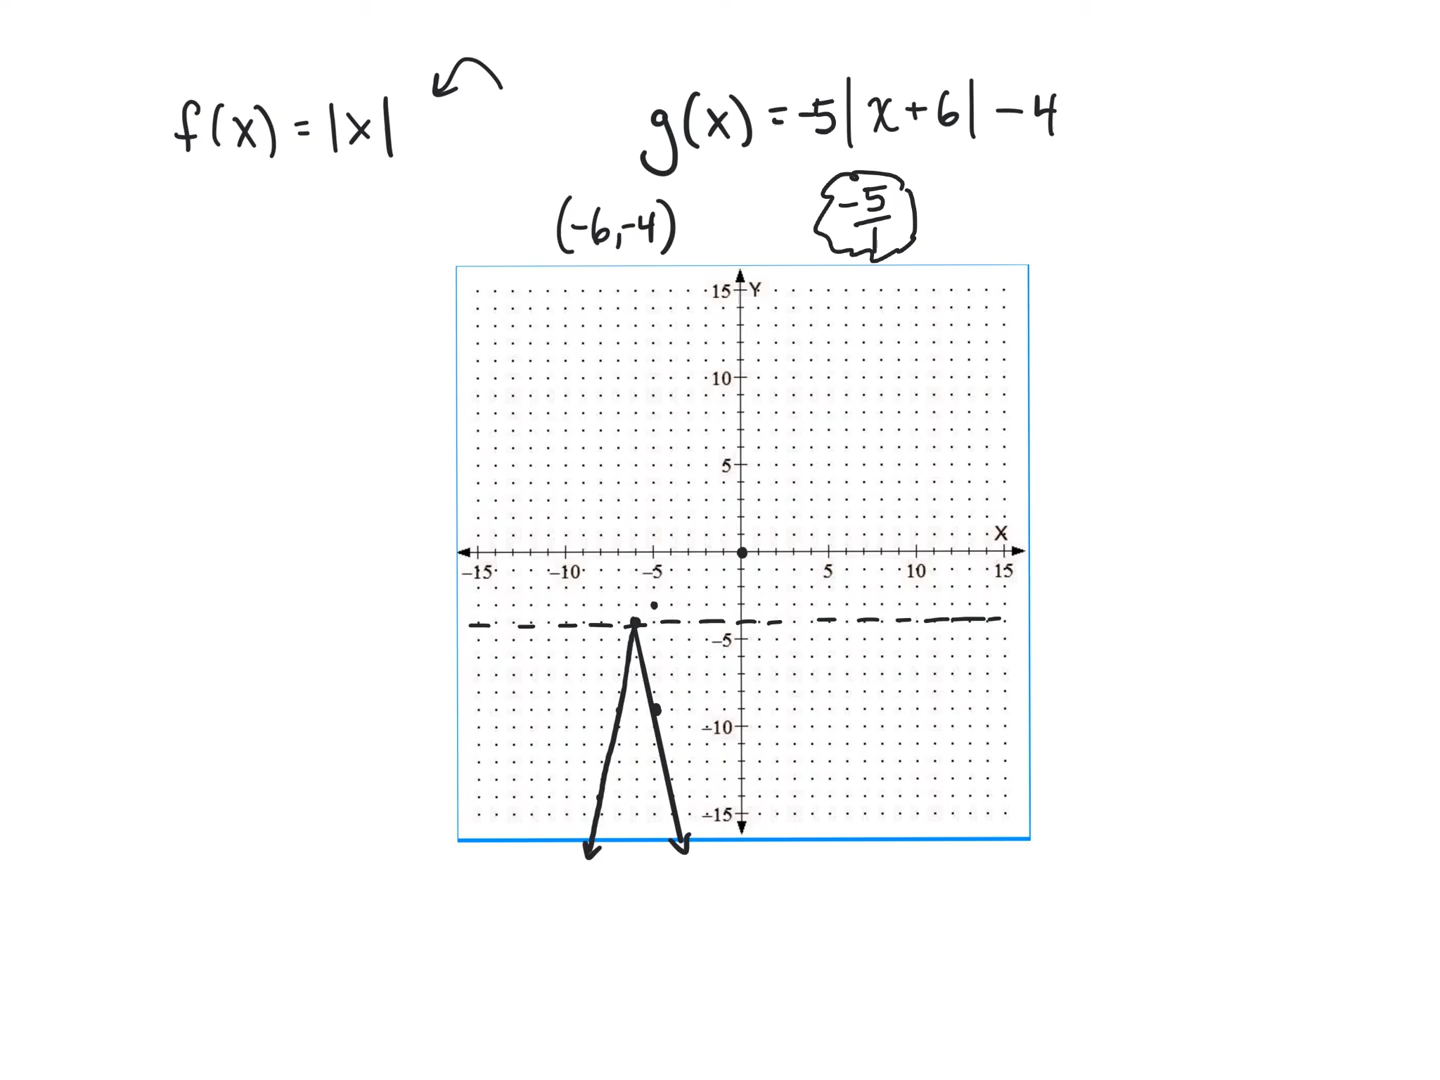 f(x) = |x|
g(x) = -5|x+6| - 4
(-6,-4)
-5/1
15 Y
10
5
X
-15 -10 -5 5 10 15
-5
-10
-15